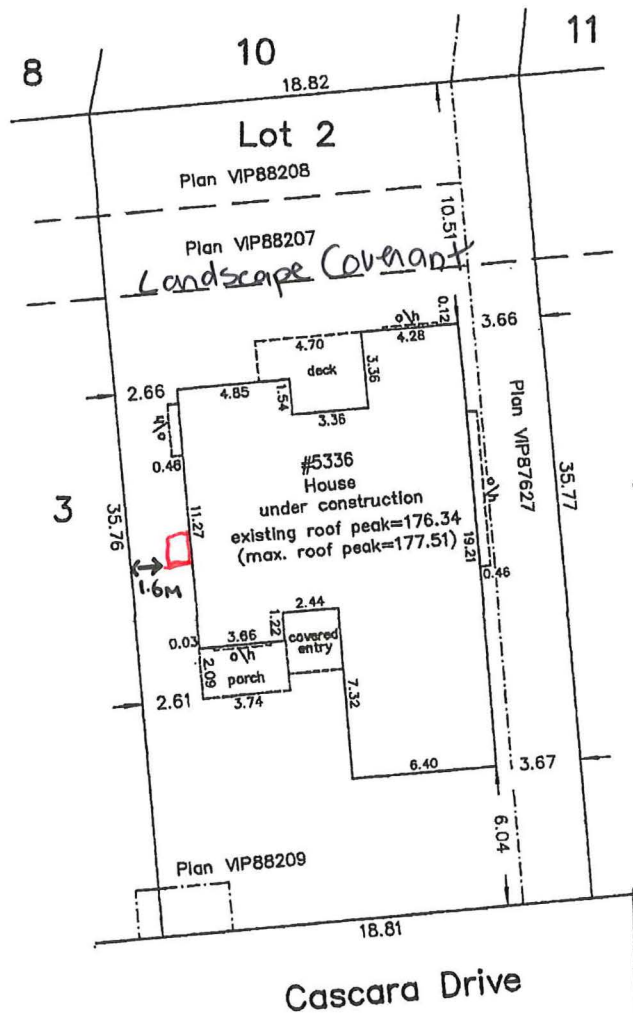 8
10
11
18.82
Lot 2
Plan VIP88208
10.51
Plan VIP88207
Landscape Covenant
o\h
0.12
3.66
4.70
4.28
deck
2.66
4.85
1.54
3.36
3.36
Plan VIP87627
o\h
0.46
#5336
House
under construction
existing roof peak=176.34
(max. roof peak=177.51)
o\h
3
35.76
11.27
35.77
19.21
0.46
1.6M
2.44
0.03
3.66
1.22
covered
entry
o\h
2.09
porch
2.61
3.74
7.32
6.40
3.67
6.04
Plan VIP88209
18.81
Cascara Drive